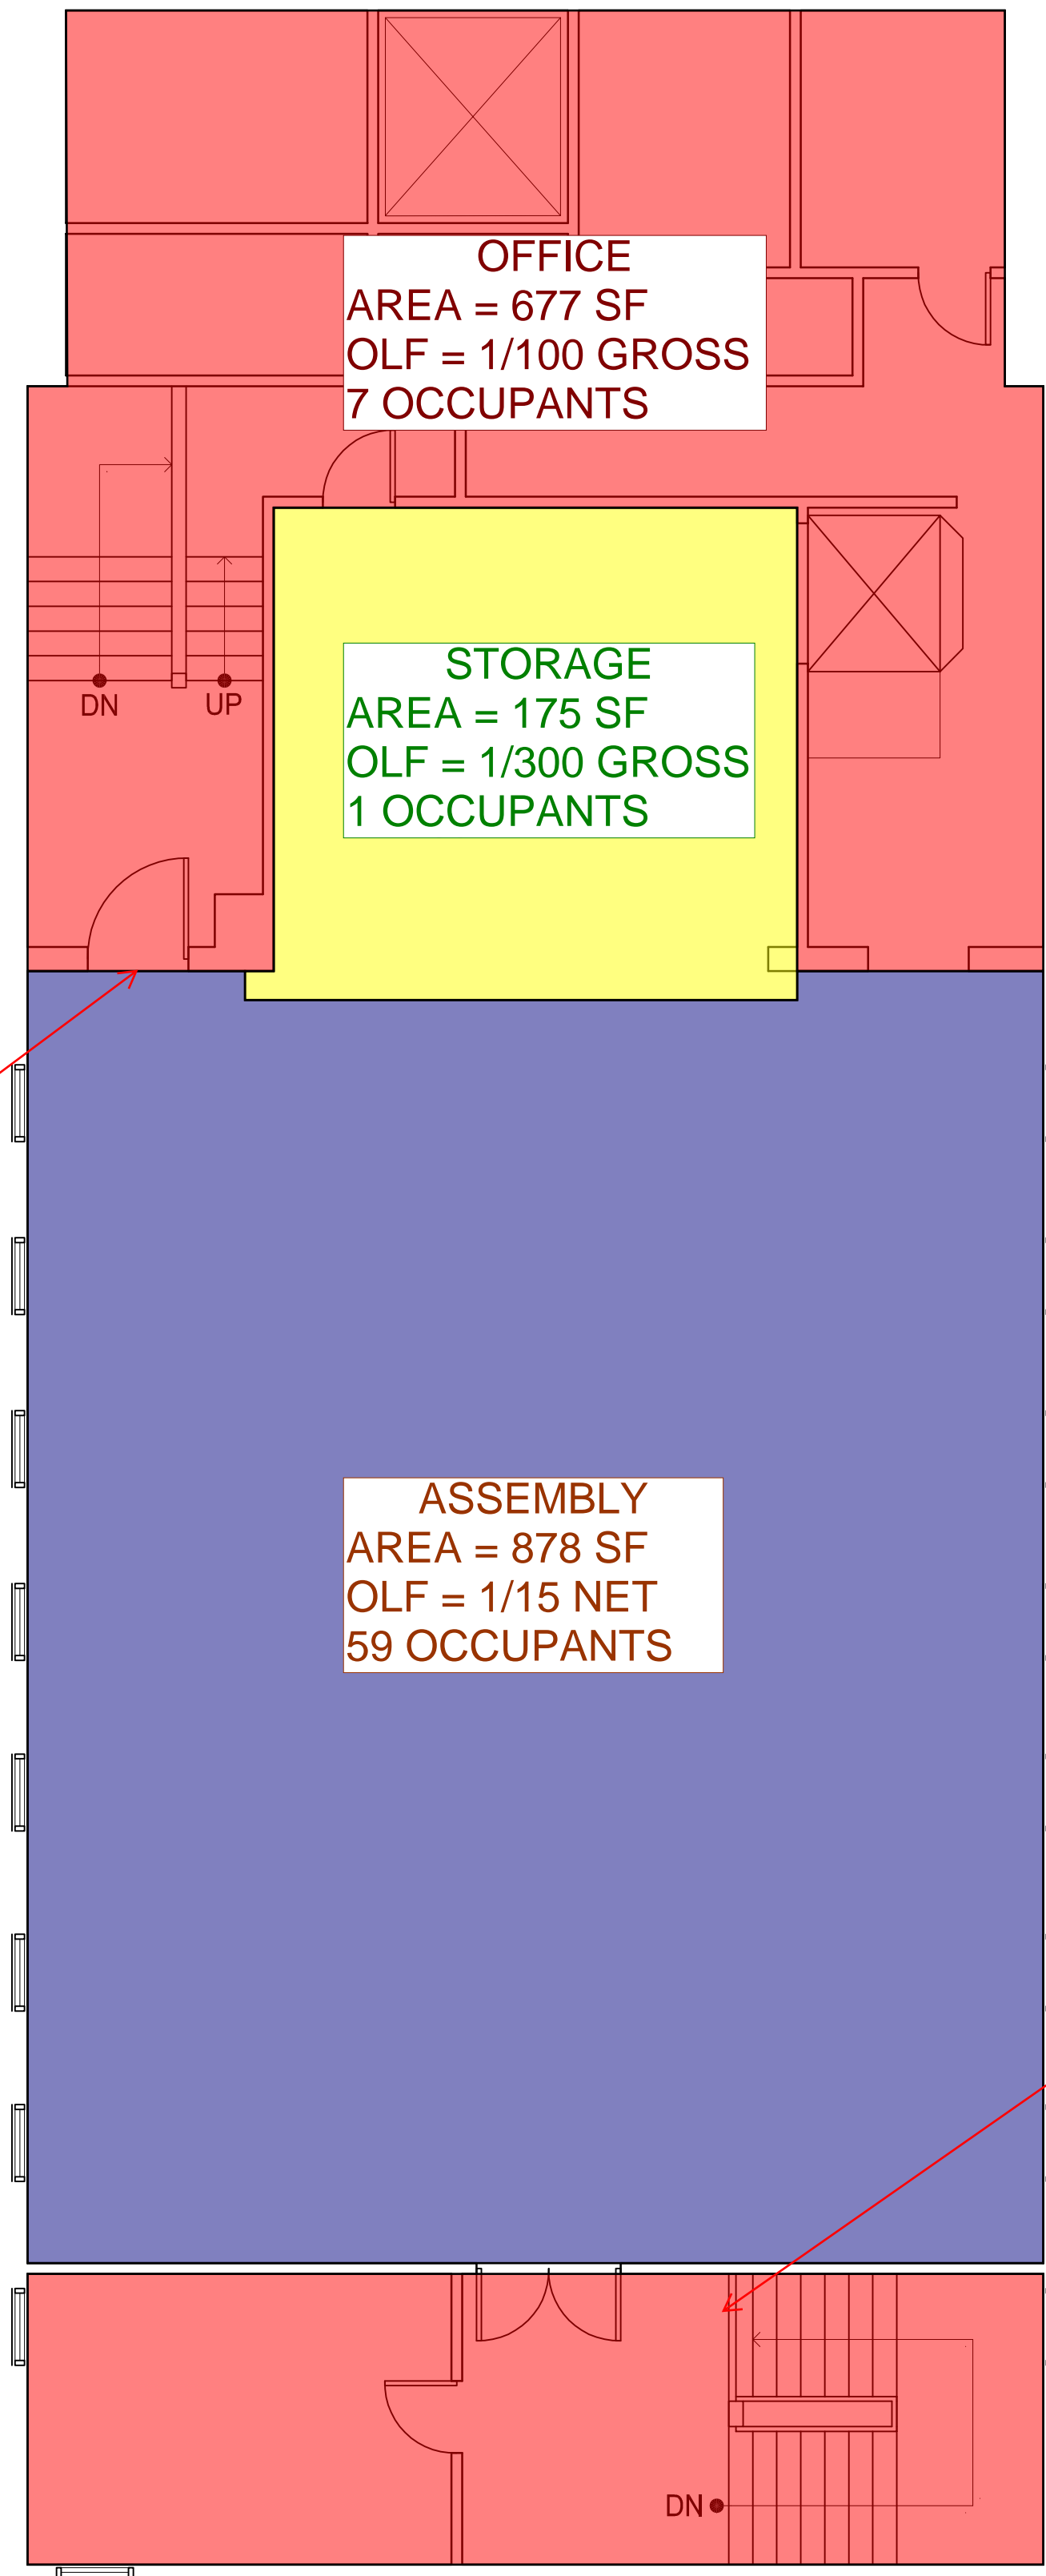 OFFICE
AREA = 677 SF
OLF = 1/100 GROSS
7 OCCUPANTS
STORAGE
AREA = 175 SF
OLF = 1/300 GROSS
1 OCCUPANTS
DN
UP
ASSEMBLY
AREA = 878 SF
OLF = 1/15 NET
59 OCCUPANTS
DN